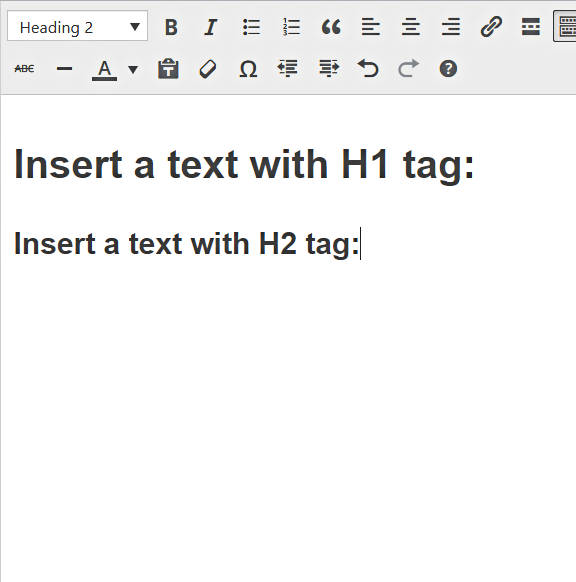 Heading 2
ABC
A
Insert a text with H1 tag:
Insert a text with H2 tag: